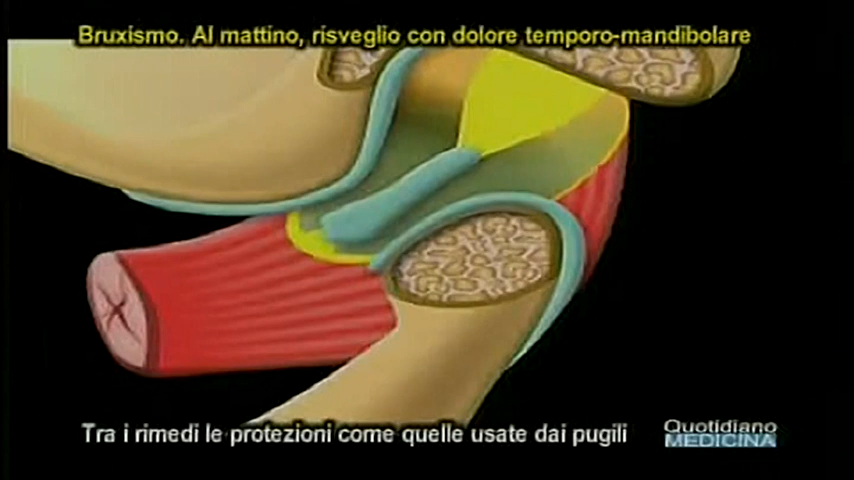 Bruxismo. Al mattino, risveglio con dolore temporo-mandibolare
Tra i rimedi le protezioni come quelle usate dai pugili
Quotidiano
MEDICINA